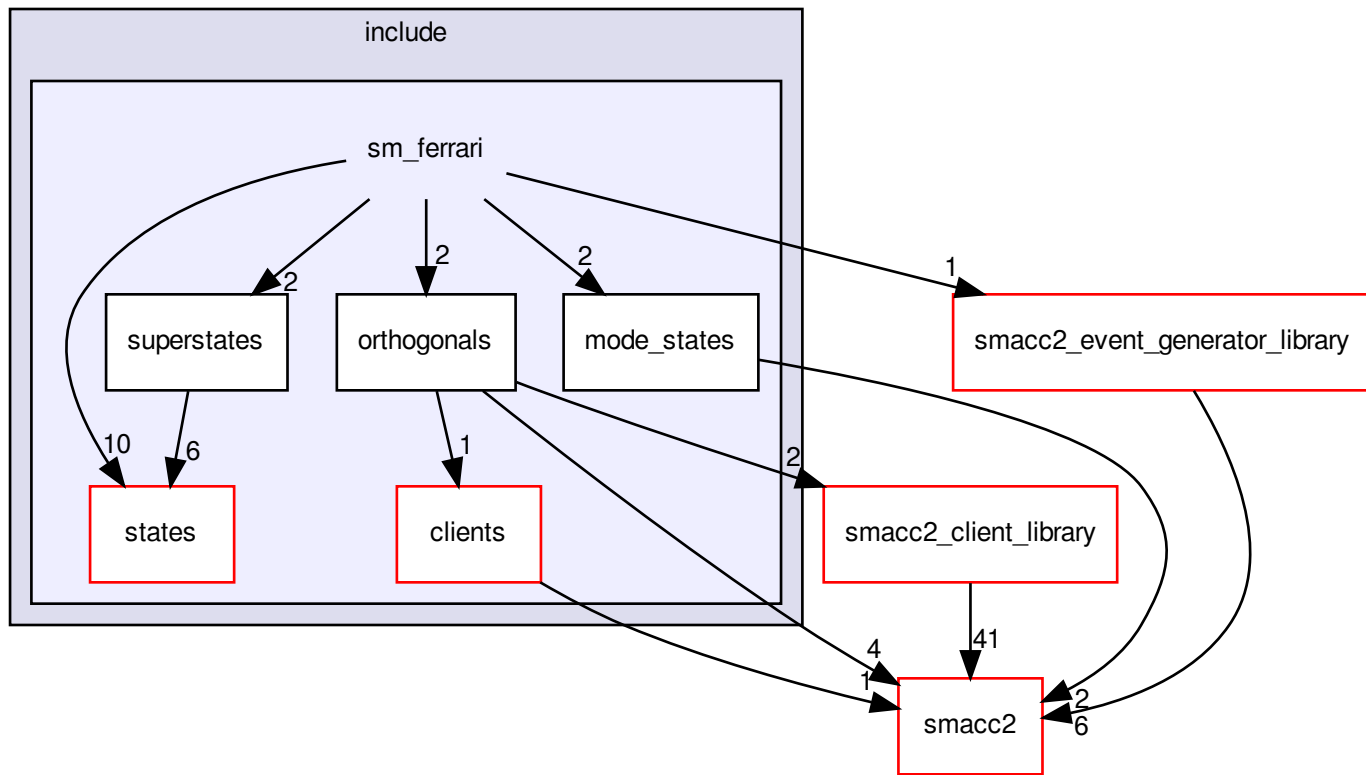 include
sm_ferrari
2
2
2
1
superstates
orthogonals
mode_states
smacc2_event_generator_library
10
6
1
2
states
clients
smacc2_client_library
4
1
41
2
6
smacc2